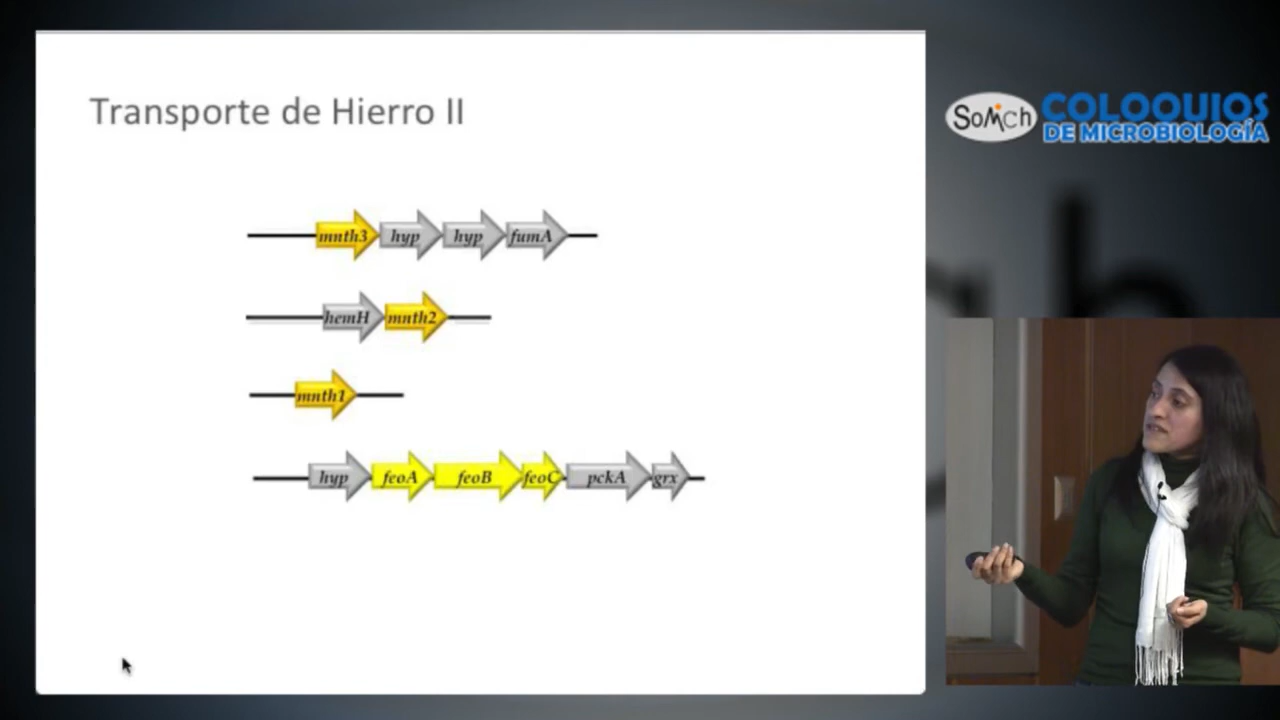 Transporte de Hierro II
mnth3 hyp hyp fumA
hemH mnth2
mnth1
hyp feoA feoB feoC pckA grx
SoMich COLOQUIOS
DE MICROBIOLOGÍA